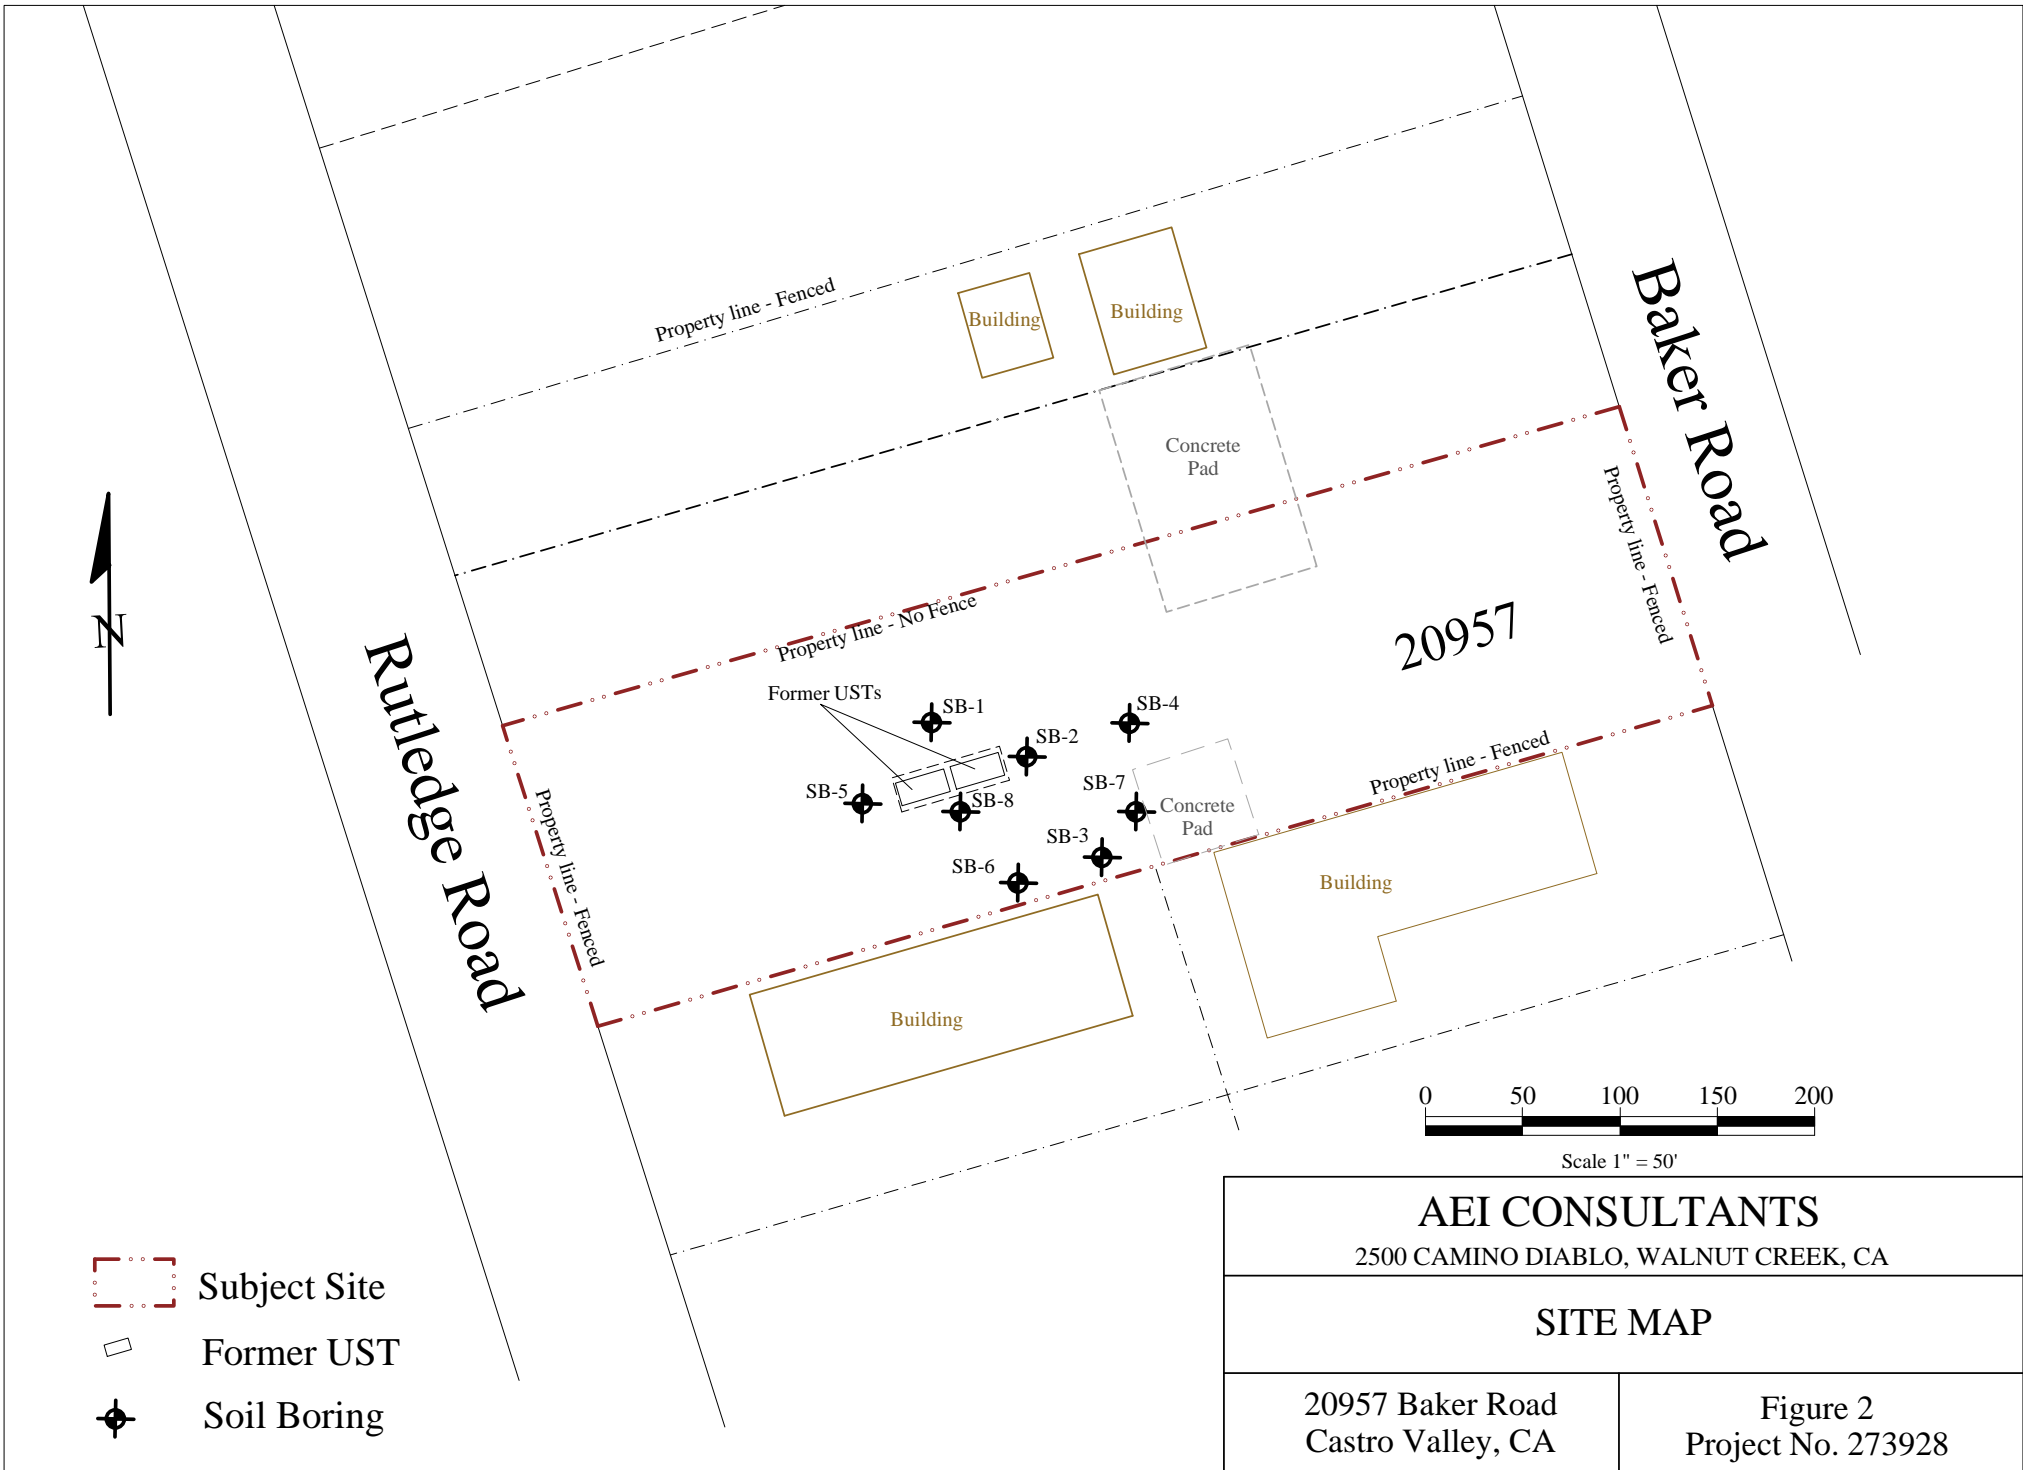 Property line - Fenced
Building
Building
Baker Road
Concrete
Pad
Property line - Fenced
N
Property line - No Fence
20957
Rutledge Road
Former USTs
SB-1
SB-4
SB-2
SB-7
SB-5
SB-8
Concrete
Pad
Property line - Fenced
SB-3
SB-6
Property line - Fenced
Building
Building
0 50 100 150 200
Scale 1" = 50'
Subject Site
Former UST
Soil Boring
AEI CONSULTANTS
2500 CAMINO DIABLO, WALNUT CREEK, CA
SITE MAP
20957 Baker Road
Castro Valley, CA
Figure 2
Project No. 273928